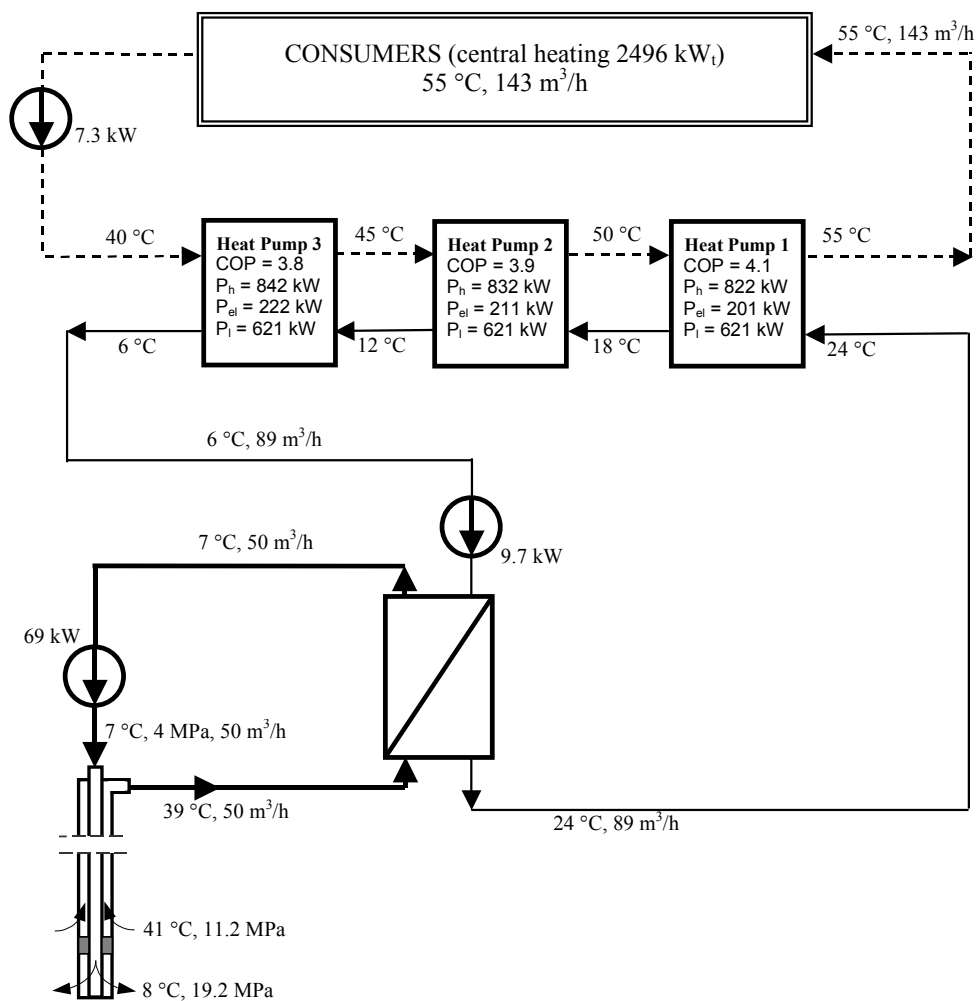 CONSUMERS (central heating 2496 kWₜ)
55 °C, 143 m³/h
55 °C, 143 m³/h
7.3 kW
40 °C
Heat Pump 3
COP = 3.8
Pₕ = 842 kW
Pₑₗ = 222 kW
Pₗ = 621 kW
45 °C
Heat Pump 2
COP = 3.9
Pₕ = 832 kW
Pₑₗ = 211 kW
Pₗ = 621 kW
50 °C
Heat Pump 1
COP = 4.1
Pₕ = 822 kW
Pₑₗ = 201 kW
Pₗ = 621 kW
55 °C
6 °C
12 °C
18 °C
24 °C
6 °C, 89 m³/h
9.7 kW
7 °C, 50 m³/h
69 kW
7 °C, 4 MPa, 50 m³/h
39 °C, 50 m³/h
24 °C, 89 m³/h
41 °C, 11.2 MPa
8 °C, 19.2 MPa